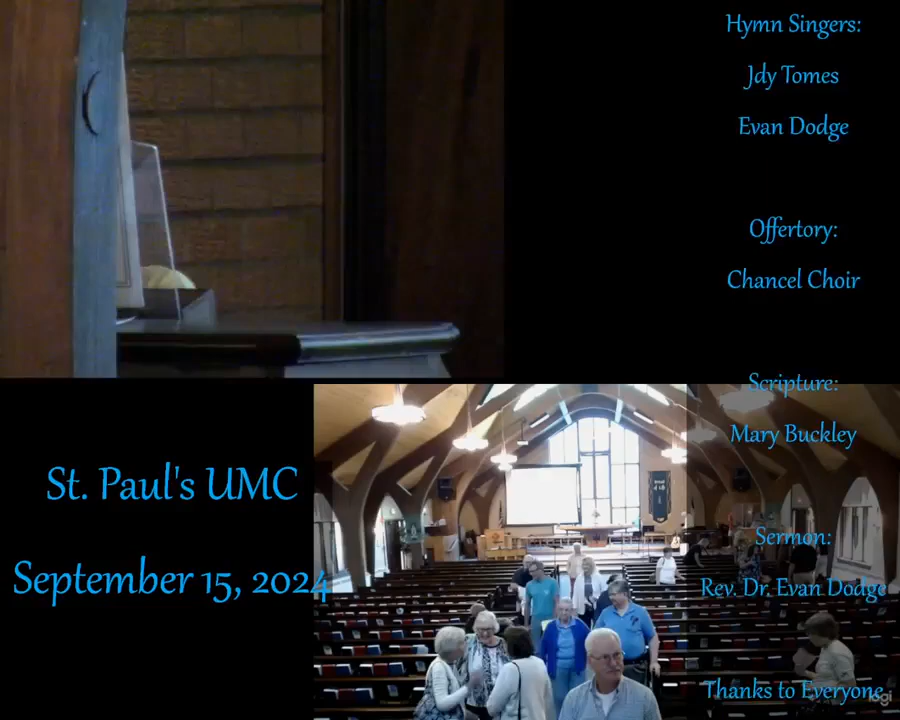 Hymn Singers:
Jdy Tomes
Evan Dodge
Offertory:
Chancel Choir
Scripture:
Mary Buckley
Sermon:
Rev. Dr. Evan Dodge
Thanks to Everyone
St. Paul's UMC
September 15, 2024
logi